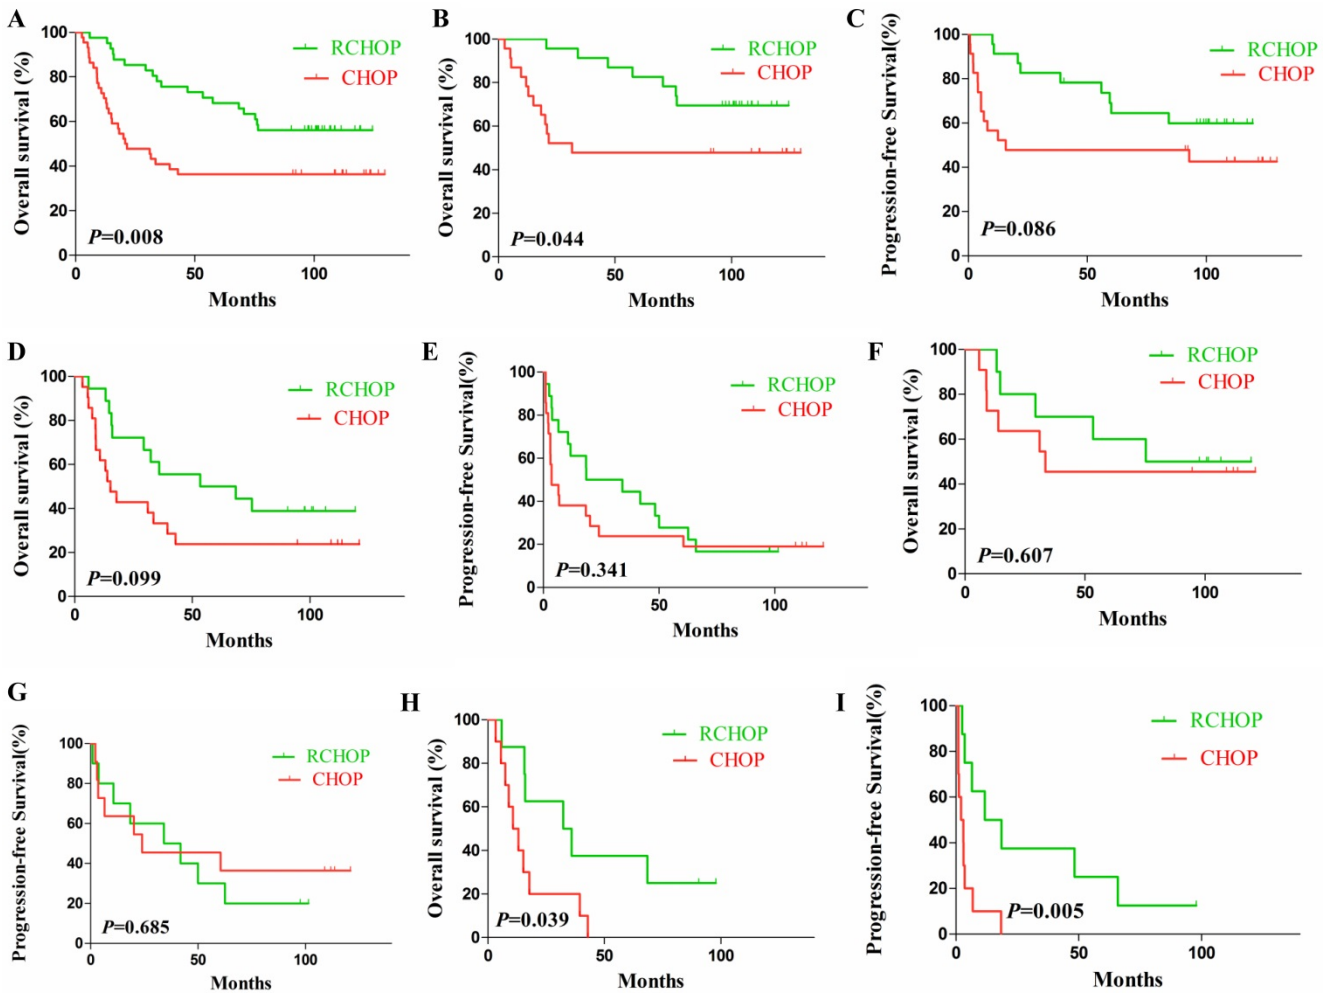 A
Overall survival (%)
100
80
60
40
20
0
0 50 100
Months
RCHOP
CHOP
P=0.008
B
Overall survival (%)
100
80
60
40
20
0
0 50 100
Months
RCHOP
CHOP
P=0.044
C
Progression-free Survival(%)
100
80
60
40
20
0
0 50 100
Months
RCHOP
CHOP
P=0.086
D
Overall survival (%)
100
80
60
40
20
0
0 50 100
Months
RCHOP
CHOP
P=0.099
E
Progression-free Survival(%)
100
80
60
40
20
0
0 50 100
Months
RCHOP
CHOP
P=0.341
F
Overall survival (%)
100
80
60
40
20
0
0 50 100
Months
RCHOP
CHOP
P=0.607
G
Progression-free Survival(%)
100
80
60
40
20
0
0 50 100
Months
RCHOP
CHOP
P=0.685
H
Overall survival (%)
100
80
60
40
20
0
0 50 100
Months
RCHOP
CHOP
P=0.039
I
Progression-free Survival(%)
100
80
60
40
20
0
0 50 100
Months
RCHOP
CHOP
P=0.005